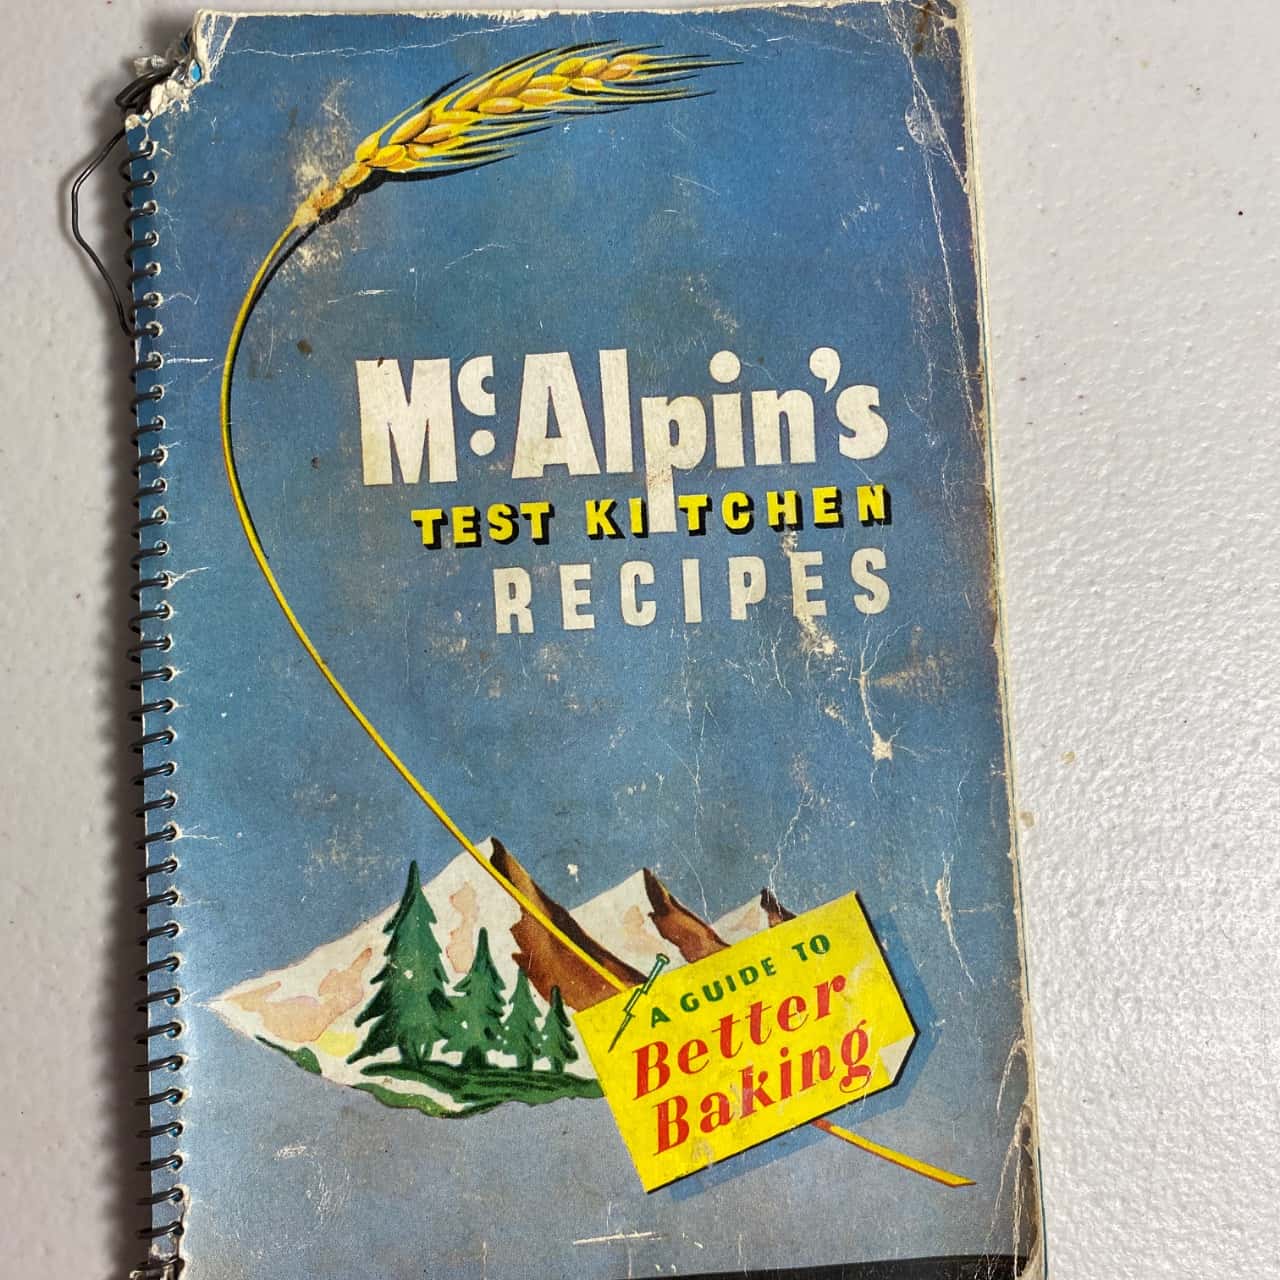 McAlpin's
TEST KITCHEN
RECIPES
A GUIDE TO
Better
Baking